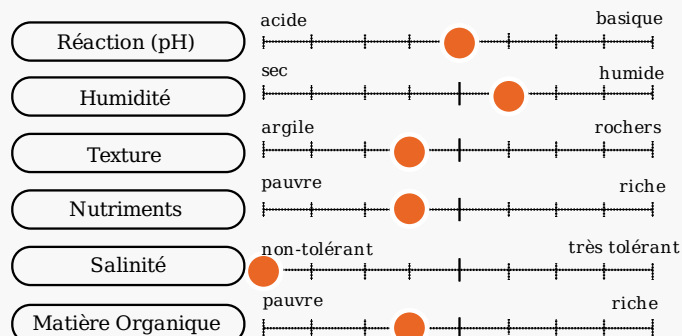 acide basique
Réaction (pH)
sec humide
Humidité
argile rochers
Texture
pauvre riche
Nutriments
non-tolérant très tolérant
Salinité
pauvre riche
Matière Organique